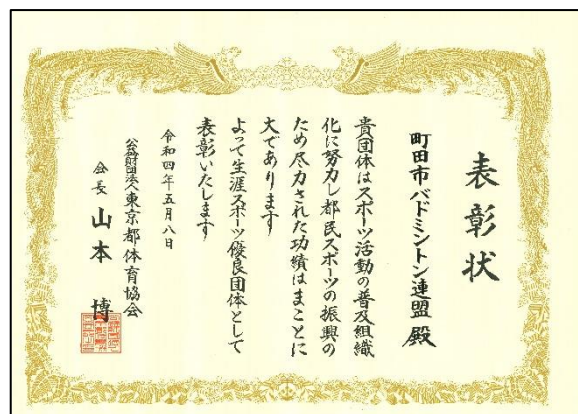 表彰状
町田市バドミントン連盟 殿
貴団体はスポーツ活動の普及組織
化に努力し都民スポーツの振興の
ため尽力された功績はまことに
大であります
よって生涯スポーツ優良団体として
表彰いたします
令和四年五月八日
公益財団法人東京都体育協会
会長 山本 博